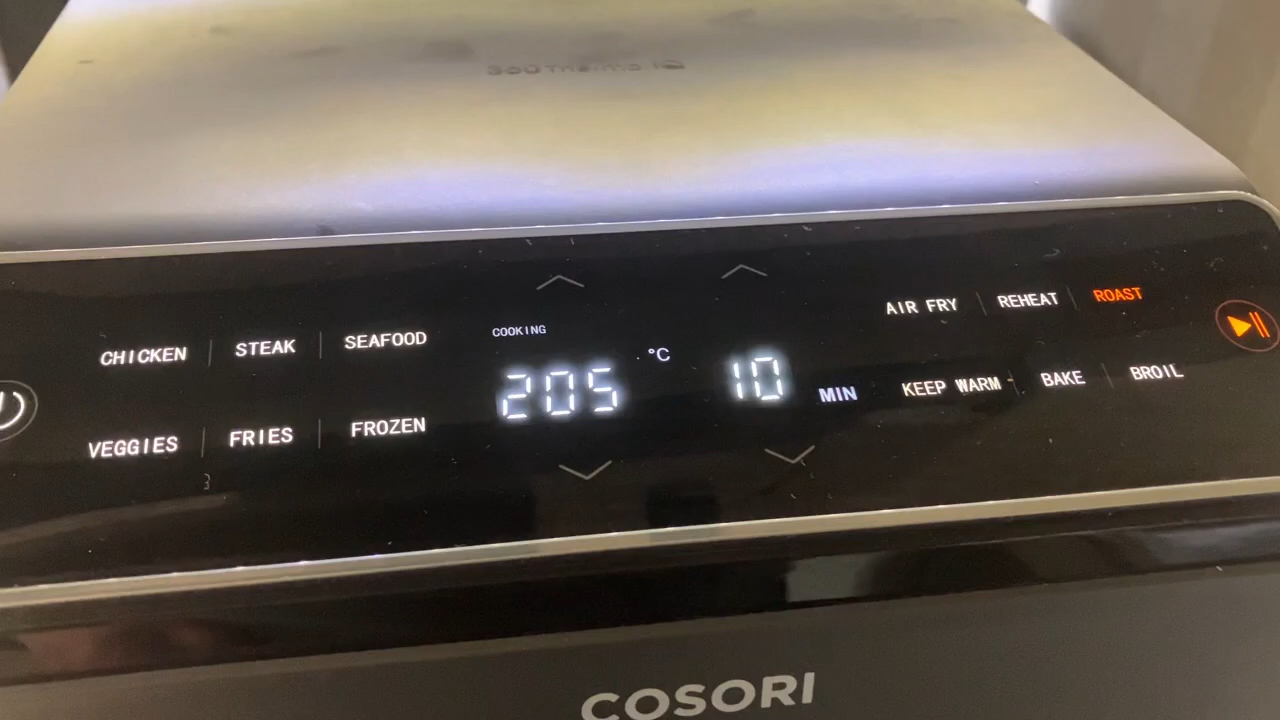 CHICKEN STEAK SEAFOOD
VEGGIES FRIES FROZEN
COOKING
205 °C
10 MIN
AIR FRY REHEAT ROAST
KEEP WARM BAKE BROIL
COSORI